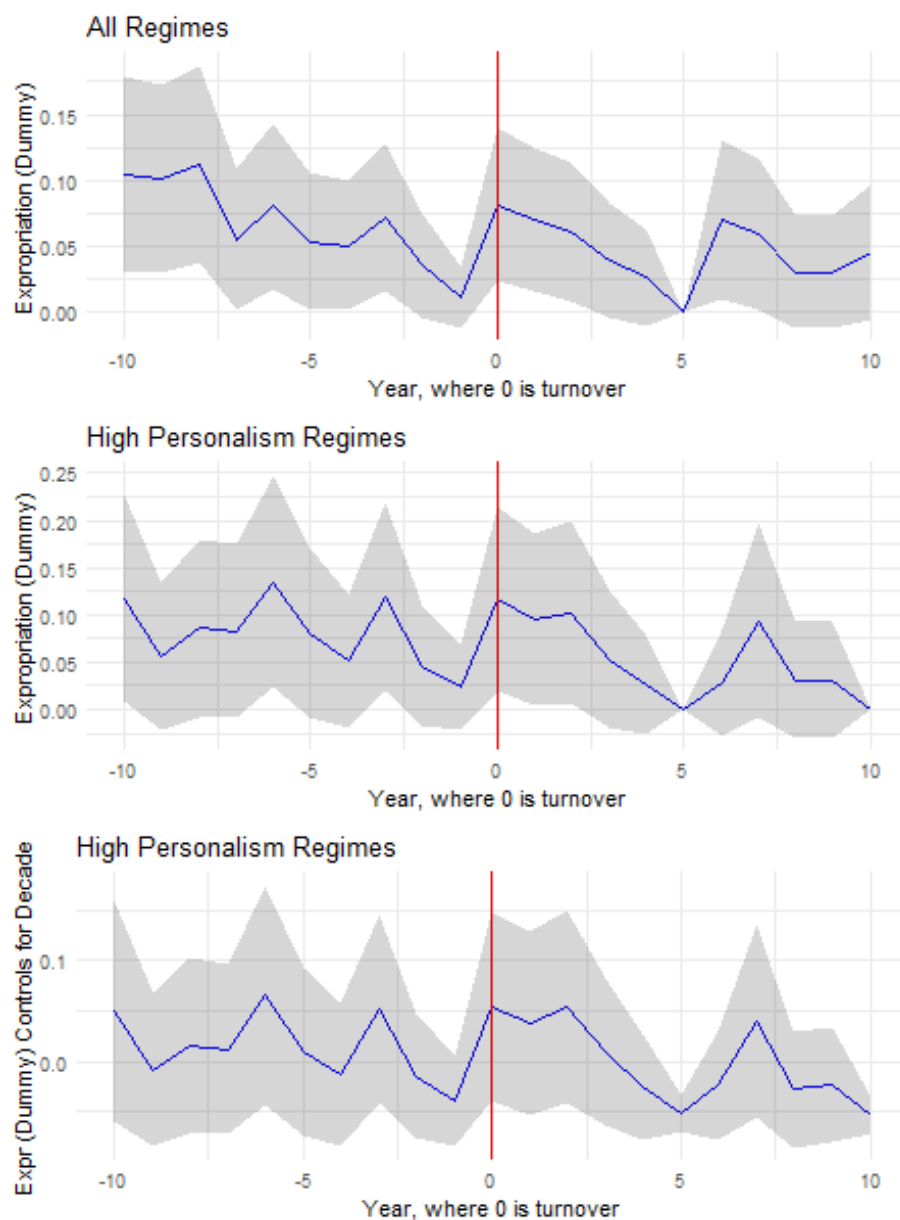 All Regimes
Expropriation (Dummy)
0.15
0.10
0.05
0.00
-10 -5 0 5 10
Year, where 0 is turnover
High Personalism Regimes
Expropriation (Dummy)
0.25
0.20
0.15
0.10
0.05
0.00
-10 -5 0 5 10
Year, where 0 is turnover
High Personalism Regimes
Expr (Dummy) Controls for Decade
0.1
0.0
-10 -5 0 5 10
Year, where 0 is turnover